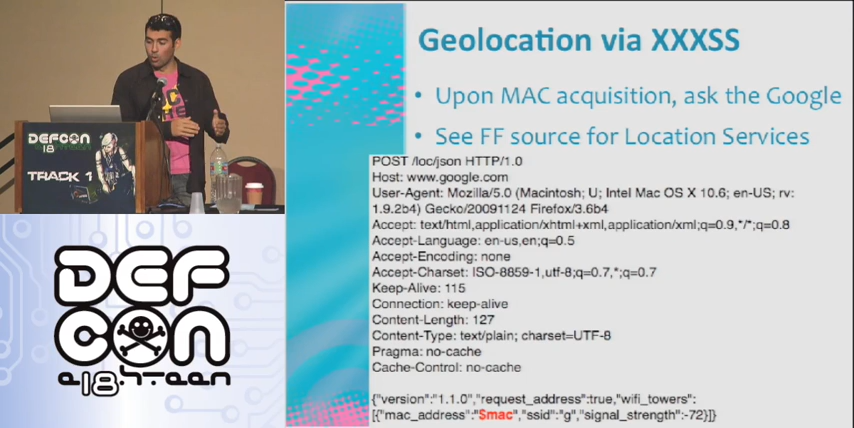 DEFCON
18
TRACK 1
DEF
CON
e18.hteen
Geolocation via XXXSS
• Upon MAC acquisition, ask the Google
• See FF source for Location Services
POST /loc/json HTTP/1.0
Host: www.google.com
User-Agent: Mozilla/5.0 (Macintosh; U; Intel Mac OS X 10.6; en-US; rv:
1.9.2b4) Gecko/20091124 Firefox/3.6b4
Accept: text/html,application/xhtml+xml,application/xml;q=0.9,*/*;q=0.8
Accept-Language: en-us,en;q=0.5
Accept-Encoding: none
Accept-Charset: ISO-8859-1,utf-8;q=0.7,*;q=0.7
Keep-Alive: 115
Connection: keep-alive
Content-Length: 127
Content-Type: text/plain; charset=UTF-8
Pragma: no-cache
Cache-Control: no-cache
{"version":"1.1.0","request_address":true,"wifi_towers":
[{"mac_address":"$mac","ssid":"g","signal_strength":-72}]}